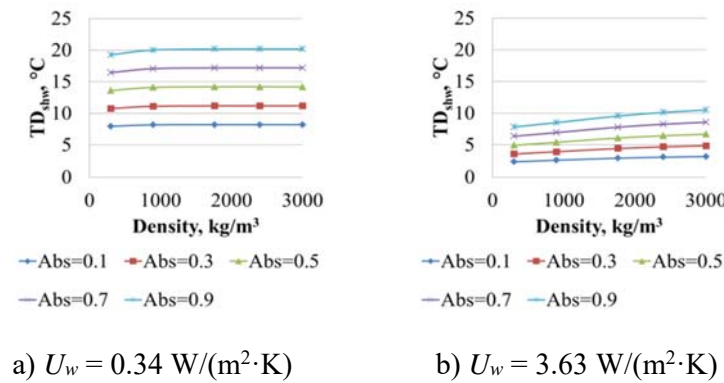 TD_shw, °C
25
20
15
10
5
0
0 1000 2000 3000
Density, kg/m³
Abs=0.1 Abs=0.3 Abs=0.5
Abs=0.7 Abs=0.9
a) U_w = 0.34 W/(m²·K)
TD_shw, °C
25
20
15
10
5
0
0 1000 2000 3000
Density, kg/m³
Abs=0.1 Abs=0.3 Abs=0.5
Abs=0.7 Abs=0.9
b) U_w = 3.63 W/(m²·K)